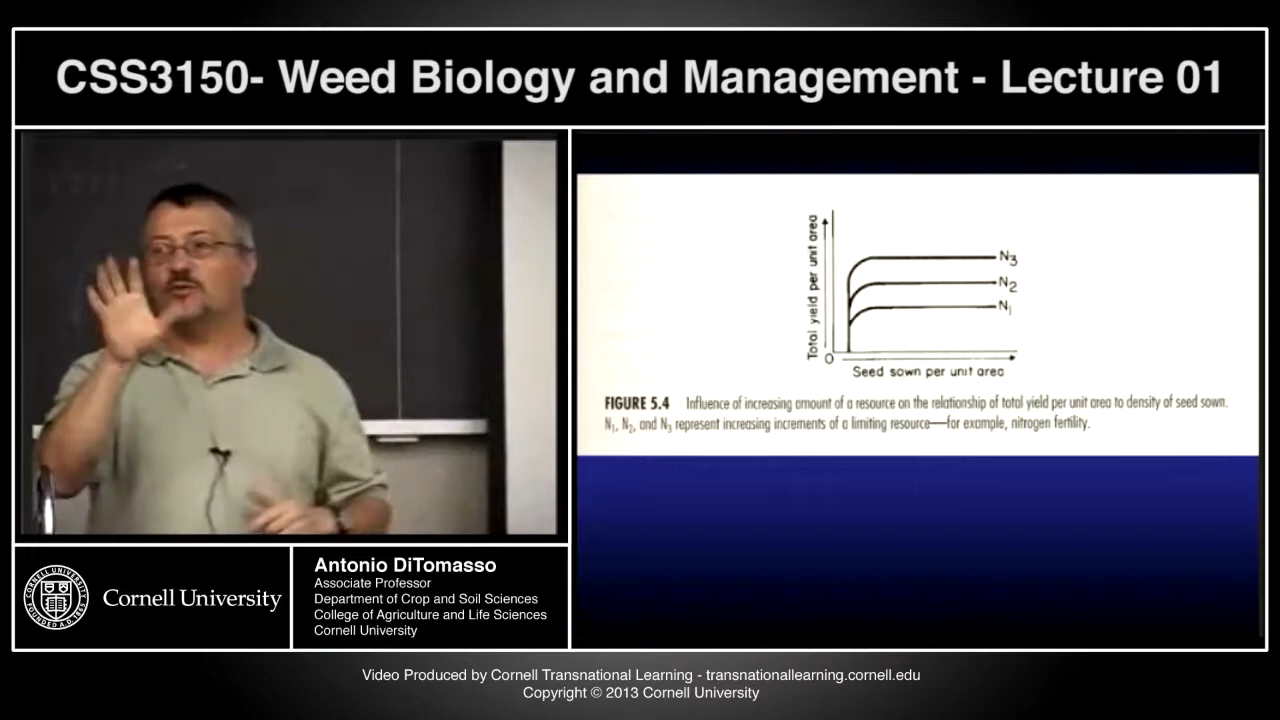 CSS3150- Weed Biology and Management - Lecture 01
Total yield per unit area
N3
N2
N1
0
Seed sown per unit area
FIGURE 5.4 Influence of increasing amount of a resource on the relationship of total yield per unit area to density of seed sown.
N1, N2, and N3 represent increasing increments of a limiting resource—for example, nitrogen fertility.
CORNELL UNIVERSITY
FOUNDED A.D. 1865
Cornell University
Antonio DiTomasso
Associate Professor
Department of Crop and Soil Sciences
College of Agriculture and Life Sciences
Cornell University
Video Produced by Cornell Transnational Learning - transnationallearning.cornell.edu
Copyright © 2013 Cornell University